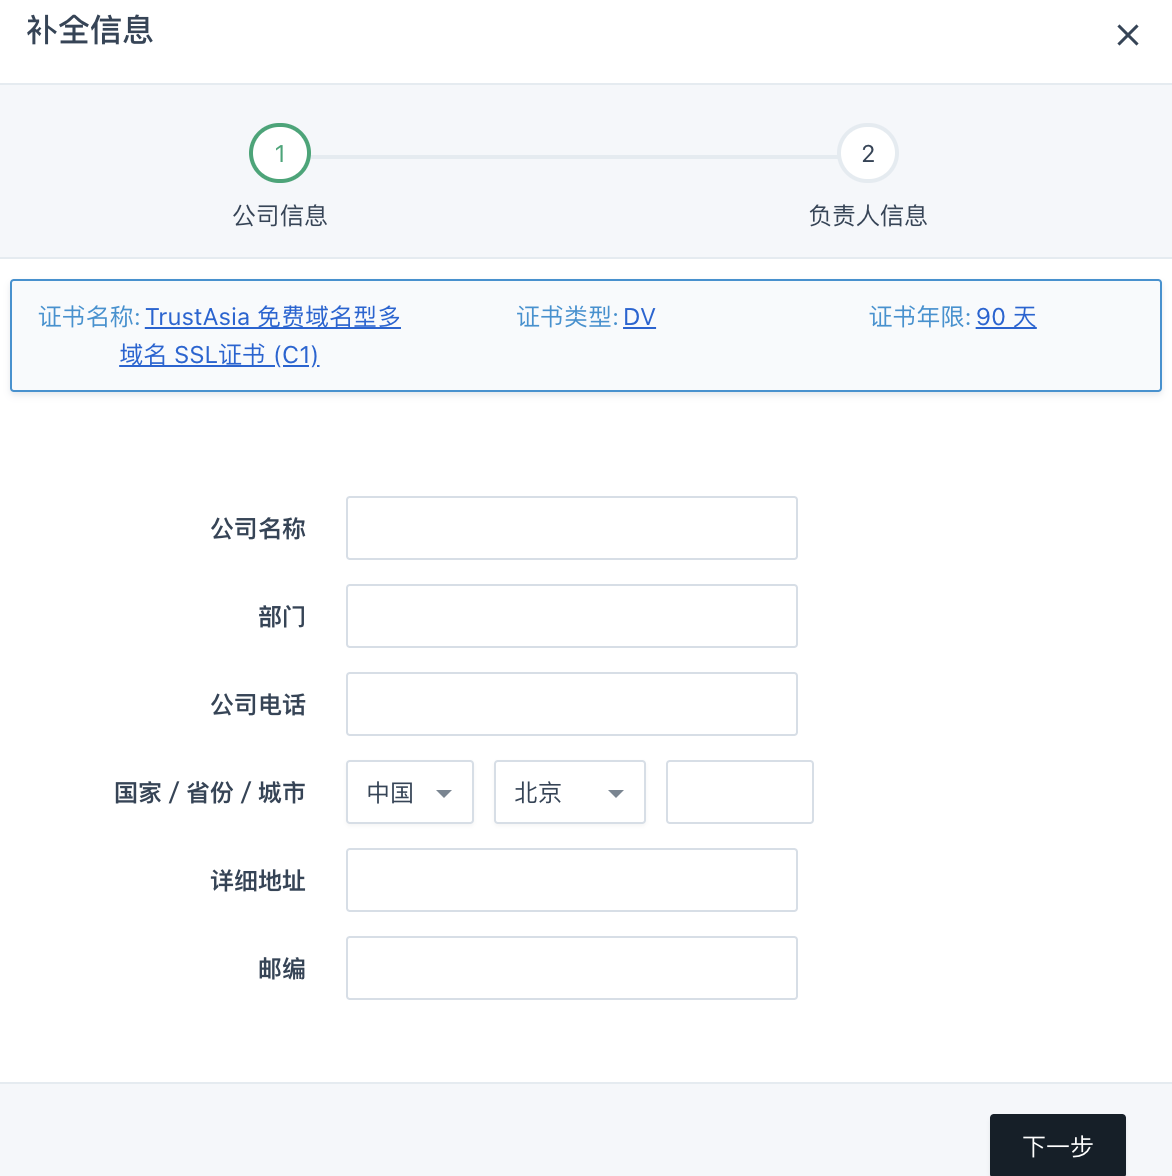 补全信息
1
2
公司信息
负责人信息
证书名称: TrustAsia 免费域名型多
域名 SSL证书 (C1)
证书类型: DV
证书年限: 90 天
公司名称
部门
公司电话
国家 / 省份 / 城市
中国
北京
详细地址
邮编
下一步